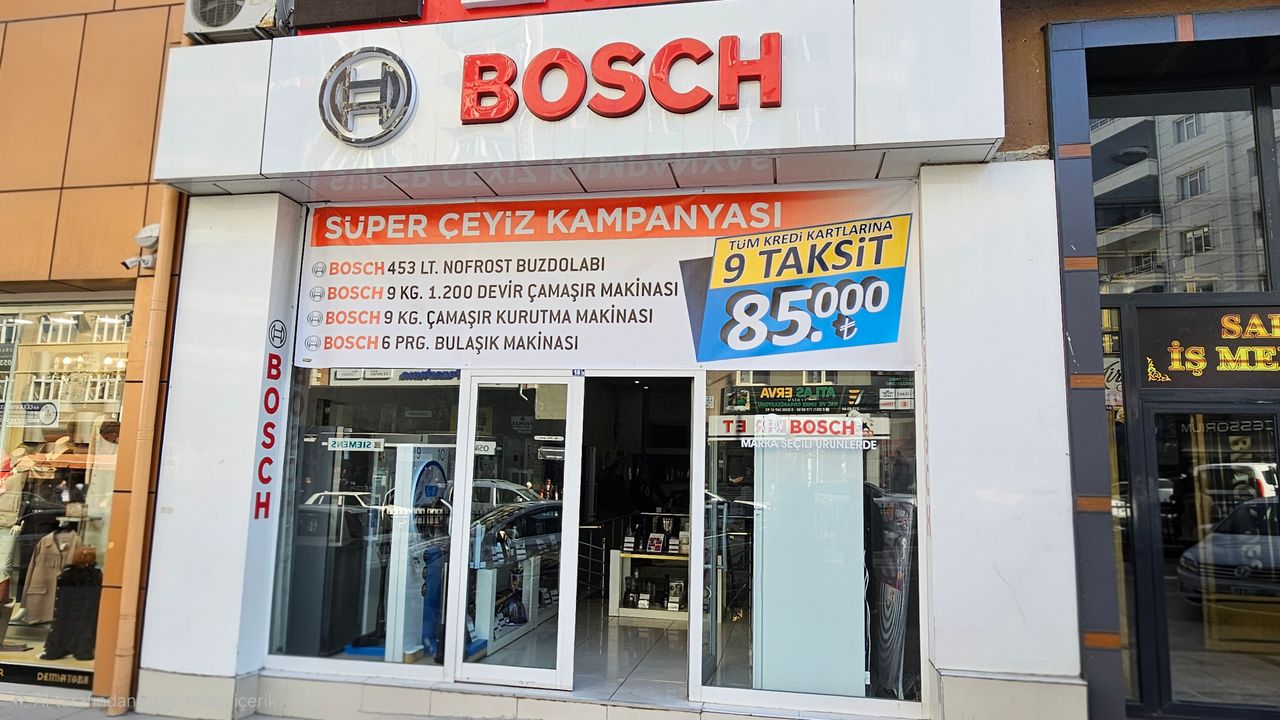 BOSCH
SÜPER ÇEYİZ KAMPANYASI
BOSCH 453 LT. NOFROST BUZDOLABI
BOSCH 9 KG. 1.200 DEVİR ÇAMAŞIR MAKİNASI
BOSCH 9 KG. ÇAMAŞIR KURUTMA MAKİNASI
BOSCH 6 PRG. BULAŞIK MAKİNASI
TÜM KREDİ KARTLARINA
9 TAKSİT
85.000 ₺
BOSCH
SIEMENS
ATLAS ERVA
BOSCH
MARKA SEÇİLİ ÜRÜNLERDE
İŞ ME